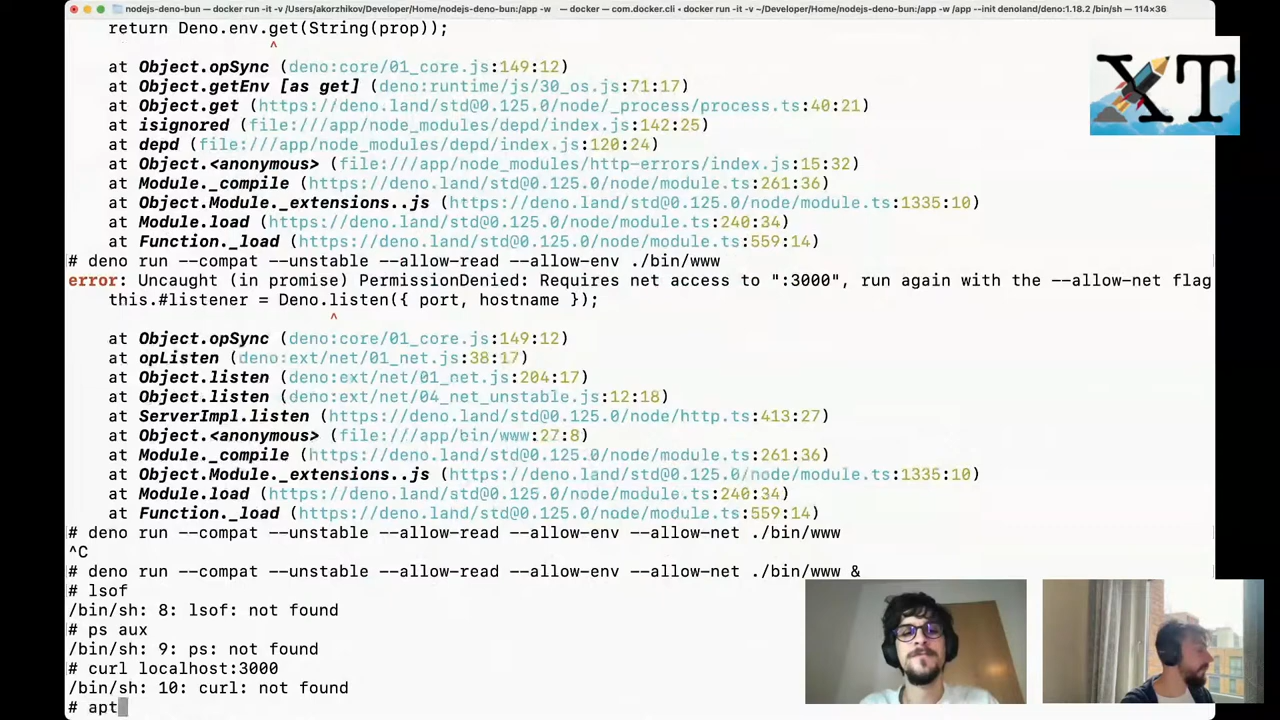 nodejs-deno-bun — docker run -it -v /Users/akorzhikov/Developer/Home/nodejs-deno-bun:/app -w — docker — com.docker.cli • docker run -it -v ~/Developer/Home/nodejs-deno-bun:/app -w /app --init denoland/deno:1.18.2 /bin/sh — 114×36
return Deno.env.get(String(prop));
^
at Object.opSync (deno:core/01_core.js:149:12)
at Object.getEnv [as get] (deno:runtime/js/30_os.js:71:17)
at Object.get (https://deno.land/std@0.125.0/node/_process/process.ts:40:21)
at isignored (file:///app/node_modules/depd/index.js:142:25)
at depd (file:///app/node_modules/depd/index.js:120:24)
at Object.<anonymous> (file:///app/node_modules/http-errors/index.js:15:32)
at Module._compile (https://deno.land/std@0.125.0/node/module.ts:261:36)
at Object.Module._extensions..js (https://deno.land/std@0.125.0/node/module.ts:1335:10)
at Module.load (https://deno.land/std@0.125.0/node/module.ts:240:34)
at Function._load (https://deno.land/std@0.125.0/node/module.ts:559:14)
# deno run --compat --unstable --allow-read --allow-env ./bin/www
error: Uncaught (in promise) PermissionDenied: Requires net access to ":3000", run again with the --allow-net flag
this.#listener = Deno.listen({ port, hostname });
^
at Object.opSync (deno:core/01_core.js:149:12)
at opListen (deno:ext/net/01_net.js:38:17)
at Object.listen (deno:ext/net/01_net.js:204:17)
at Object.listen (deno:ext/net/04_net_unstable.js:12:18)
at ServerImpl.listen (https://deno.land/std@0.125.0/node/http.ts:413:27)
at Object.<anonymous> (file:///app/bin/www:27:8)
at Module._compile (https://deno.land/std@0.125.0/node/module.ts:261:36)
at Object.Module._extensions..js (https://deno.land/std@0.125.0/node/module.ts:1335:10)
at Module.load (https://deno.land/std@0.125.0/node/module.ts:240:34)
at Function._load (https://deno.land/std@0.125.0/node/module.ts:559:14)
# deno run --compat --unstable --allow-read --allow-env --allow-net ./bin/www
^C
# deno run --compat --unstable --allow-read --allow-env --allow-net ./bin/www &
# lsof
/bin/sh: 8: lsof: not found
# ps aux
/bin/sh: 9: ps: not found
# curl localhost:3000
/bin/sh: 10: curl: not found
# apt
XT